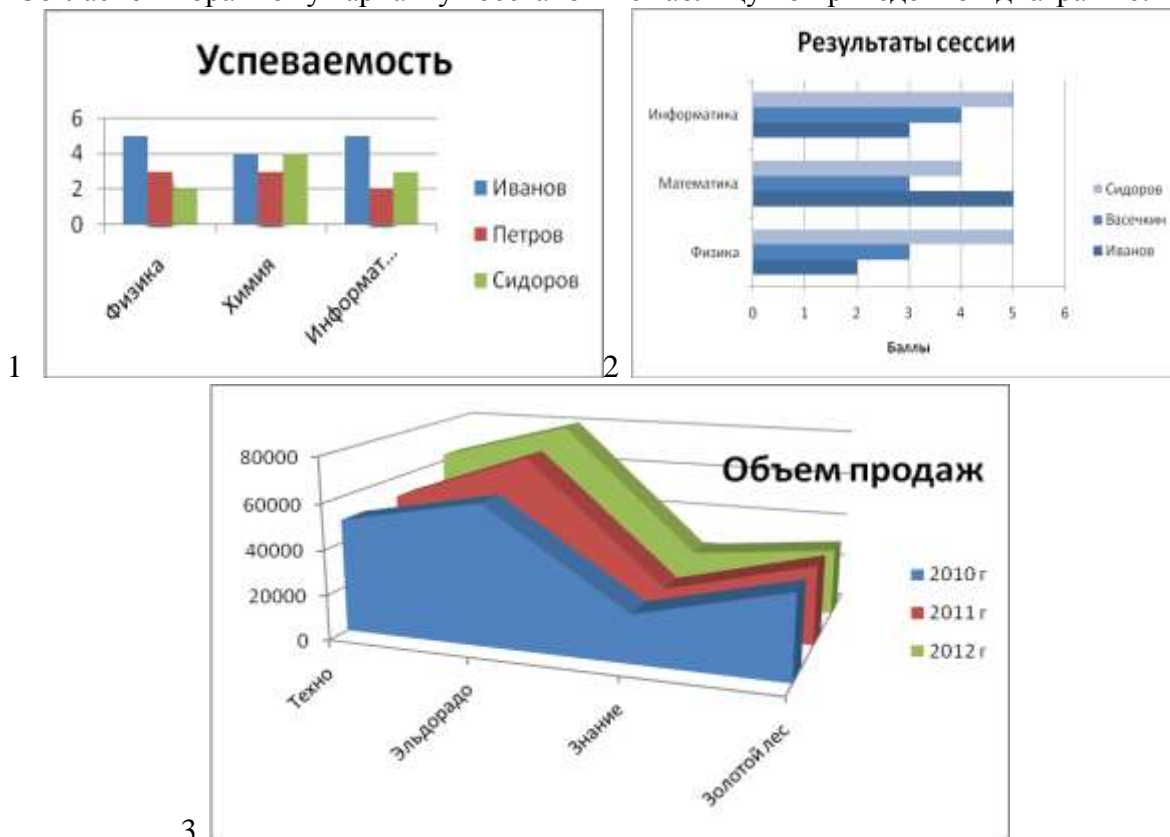 Успеваемость
6
4
2
0
Физика
Химия
Информат...
Иванов
Петров
Сидоров
1
Результаты сессии
Информатика
Математика
Физика
0 1 2 3 4 5 6
Баллы
Сидоров
Васечкин
Иванов
2
Объем продаж
80000
60000
40000
20000
0
Техно
Эльдорадо
Знание
Золотой лес
2010 г
2011 г
2012 г
3